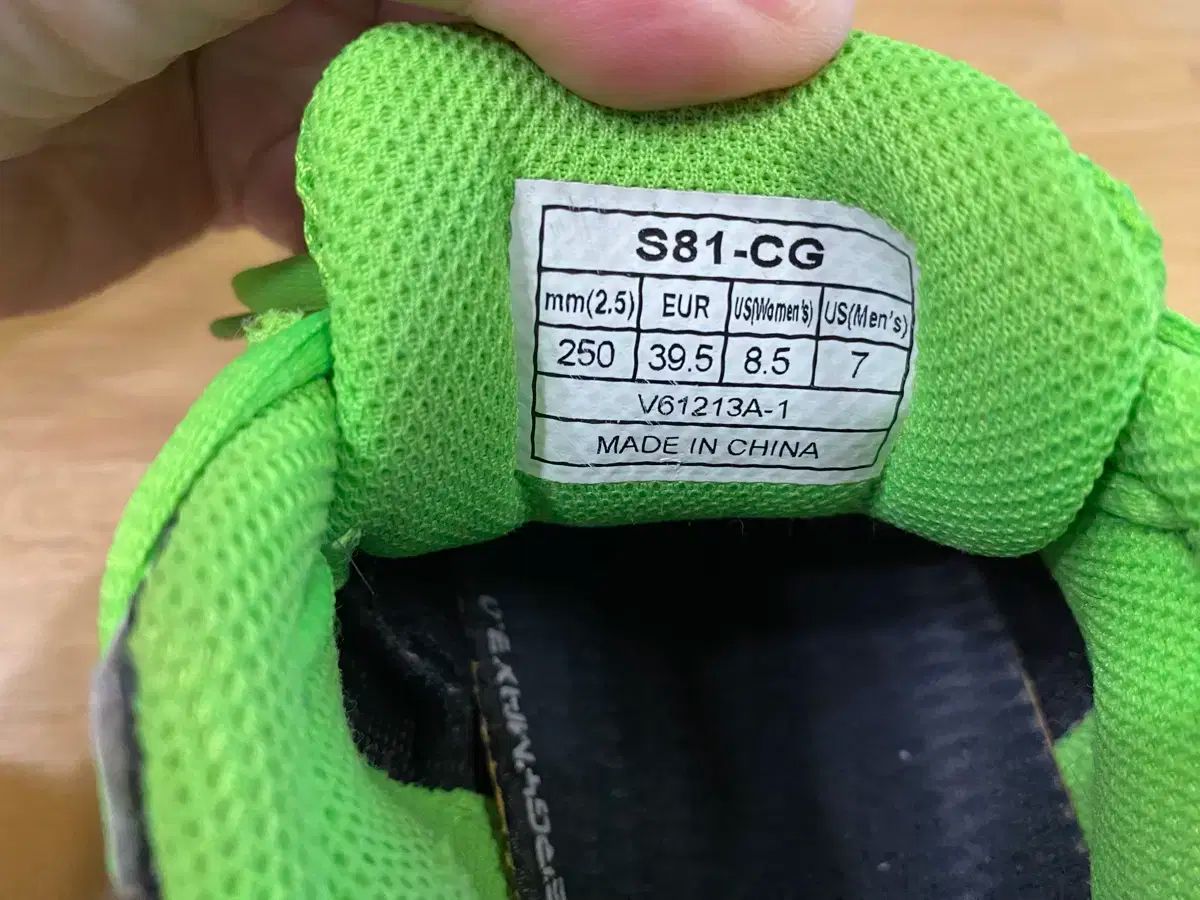 S81-CG
mm(2.5) EUR US(Women's) US(Men's)
250 39.5 8.5 7
V61213A-1
MADE IN CHINA